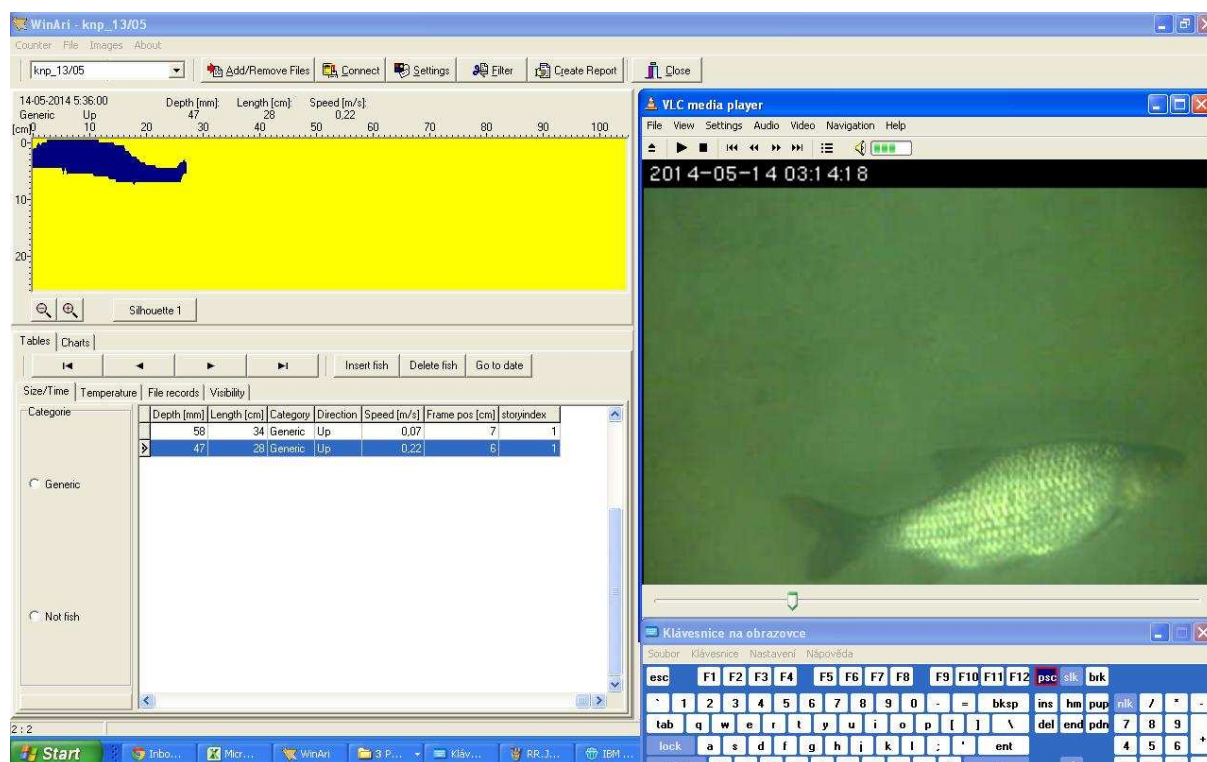 WinAri - knp_13/05
Counter File Images About
knp_13/05 Add/Remove Files Connect Settings Filter Create Report Close
14-05-2014 5:36:00 Depth [mm]: Length [cm]: Speed [m/s]:
Generic Up 47 28 0,22
[cm] 0 10 20 30 40 50 60 70 80 90 100
0
10
20
Silhouette 1
Tables Charts
Insert fish Delete fish Go to date
Size/Time Temperature File records Visibility
Categorie
Generic
Not fish
Depth [mm] Length [cm] Category Direction Speed [m/s] Frame pos [cm] storyindex
58 34 Generic Up 0,07 7 1
47 28 Generic Up 0,22 6 1
2 : 2
VLC media player
File View Settings Audio Video Navigation Help
2014-05-14 03:14:18
Klávesnice na obrazovce
Soubor Klávesnice Nastavení Nápověda
esc F1 F2 F3 F4 F5 F6 F7 F8 F9 F10 F11 F12 psc slk brk
` 1 2 3 4 5 6 7 8 9 0 - = bksp ins hm pup nlk / * -
tab q w e r t y u i o p [ ] \ del end pdn 7 8 9 +
lock a s d f g h j k l ; ' ent 4 5 6
Start Inbo... Micr... WinAri 3 P... Kláv... RR.J... IBM ...